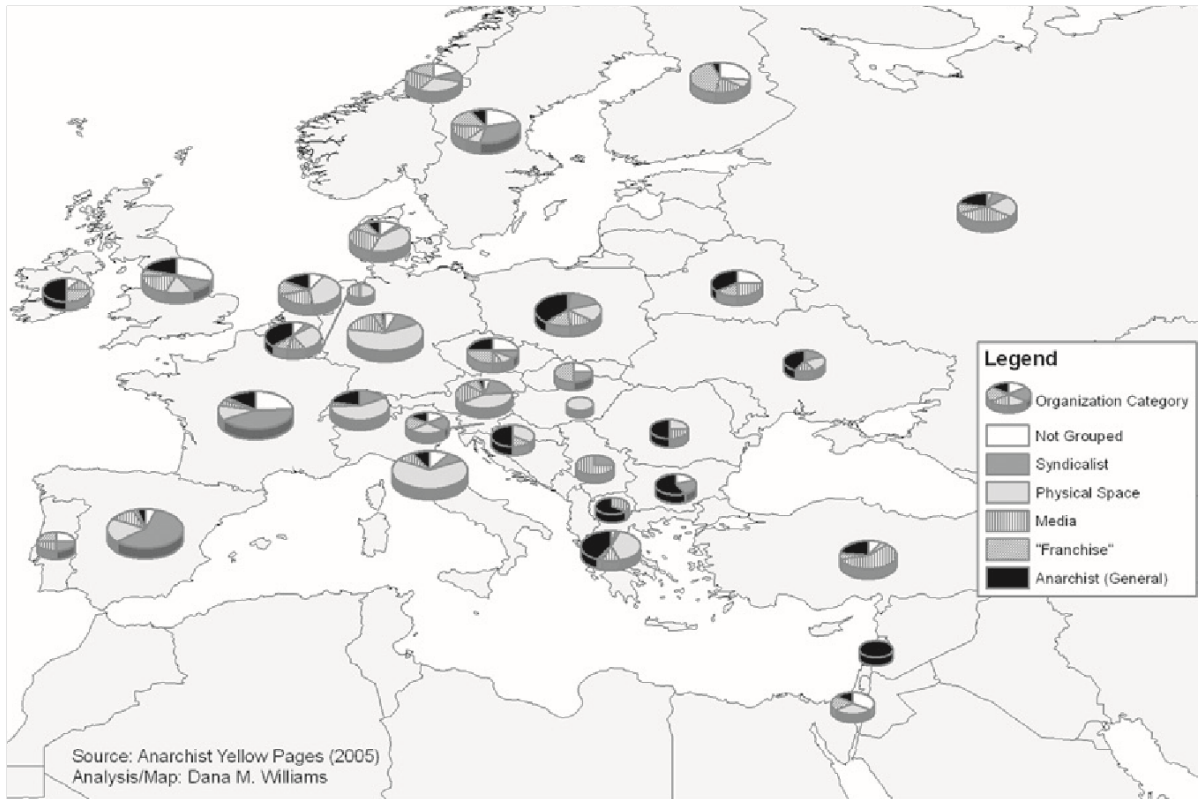 Legend
Organization Category
Not Grouped
Syndicalist
Physical Space
Media
"Franchise"
Anarchist (General)
Source: Anarchist Yellow Pages (2005)
Analysis/Map: Dana M. Williams